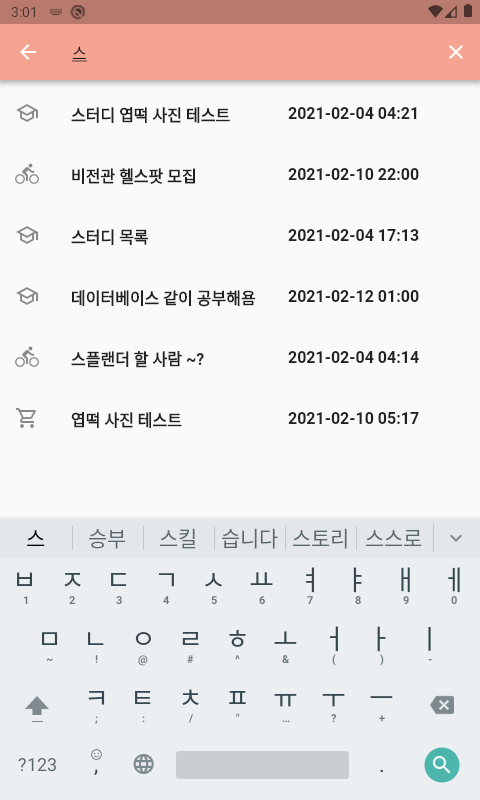 3:01
스
스터디 엽떡 사진 테스트 2021-02-04 04:21
비전관 헬스팟 모집 2021-02-10 22:00
스터디 목록 2021-02-04 17:13
데이터베이스 같이 공부해욤 2021-02-12 01:00
스플랜더 할 사람 ~? 2021-02-04 04:14
엽떡 사진 테스트 2021-02-10 05:17
스 승부 스킬 습니다 스토리 스스로
ㅂ ㅈ ㄷ ㄱ ㅅ ㅛ ㅕ ㅑ ㅐ ㅔ
1 2 3 4 5 6 7 8 9 0
ㅁ ㄴ ㅇ ㄹ ㅎ ㅗ ㅓ ㅏ ㅣ
~ ! @ # ^ & ( ) -
ㅋ ㅌ ㅊ ㅍ ㅠ ㅜ ㅡ
; : / " ... ? +
?123 , .